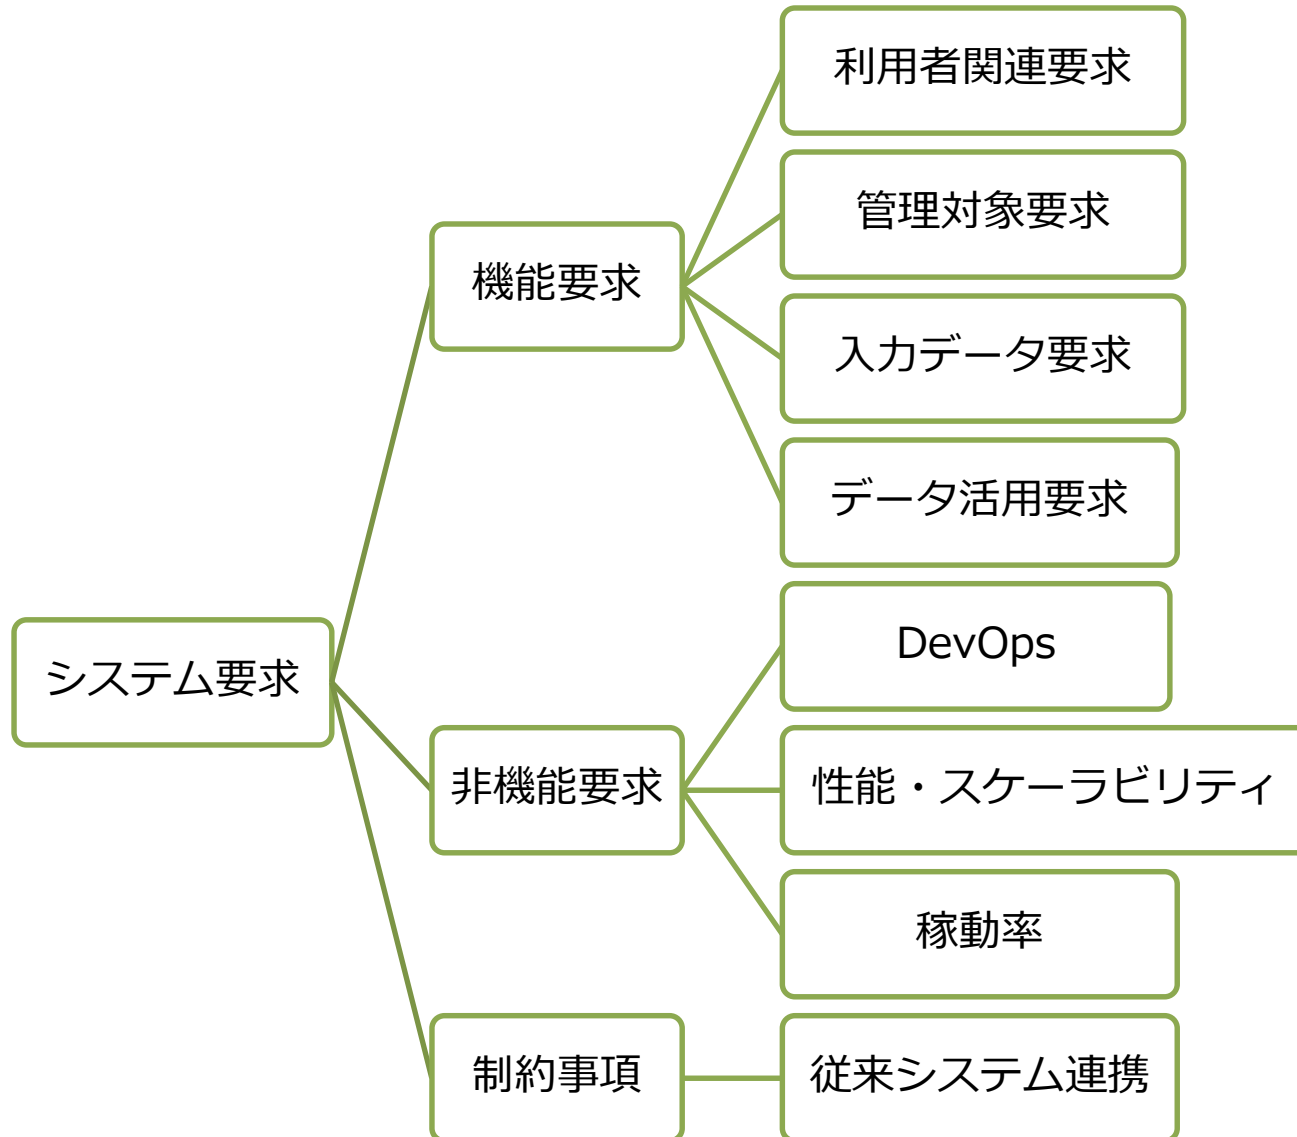 システム要求
機能要求
利用者関連要求
管理対象要求
入力データ要求
データ活用要求
非機能要求
DevOps
性能・スケーラビリティ
稼動率
制約事項
従来システム連携